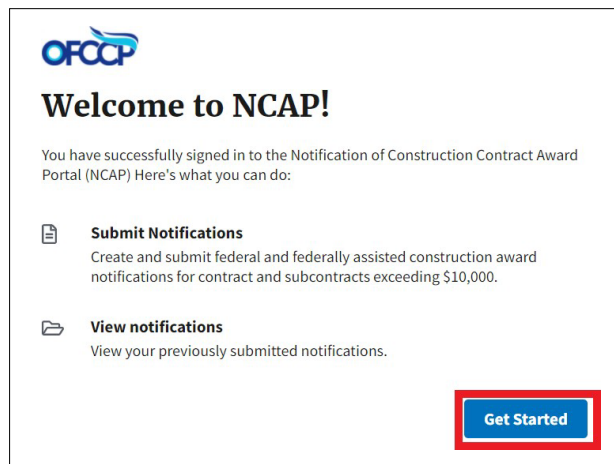 OFCCP
Welcome to NCAP!
You have successfully signed in to the Notification of Construction Contract Award
Portal (NCAP) Here's what you can do:
Submit Notifications
Create and submit federal and federally assisted construction award
notifications for contract and subcontracts exceeding $10,000.
View notifications
View your previously submitted notifications.
Get Started